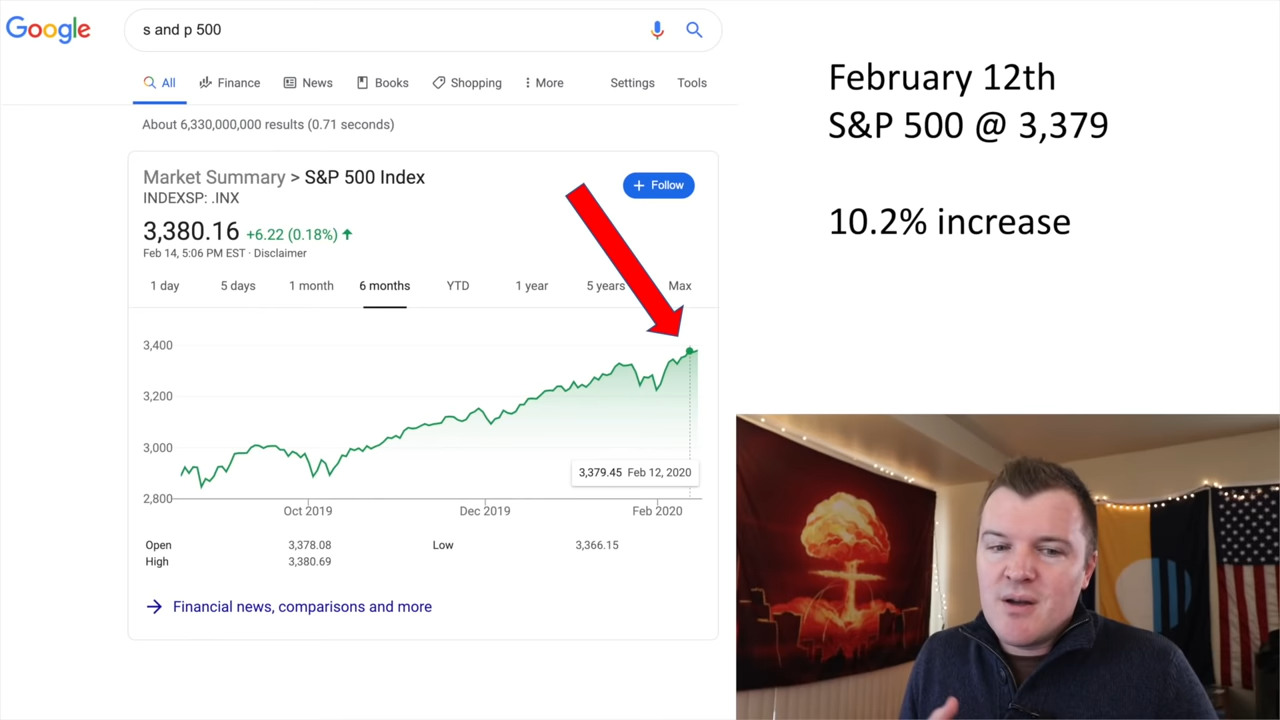 Google
s and p 500
All
Finance
News
Books
Shopping
More
Settings
Tools
About 6,330,000,000 results (0.71 seconds)
Market Summary > S&P 500 Index
INDEXSP: .INX
Follow
3,380.16 +6.22 (0.18%)
Feb 14, 5:06 PM EST · Disclaimer
1 day
5 days
1 month
6 months
YTD
1 year
5 years
Max
3,400
3,200
3,000
2,800
3,379.45 Feb 12, 2020
Oct 2019
Dec 2019
Feb 2020
Open 3,378.08
Low 3,366.15
High 3,380.69
Financial news, comparisons and more
February 12th
S&P 500 @ 3,379
10.2% increase